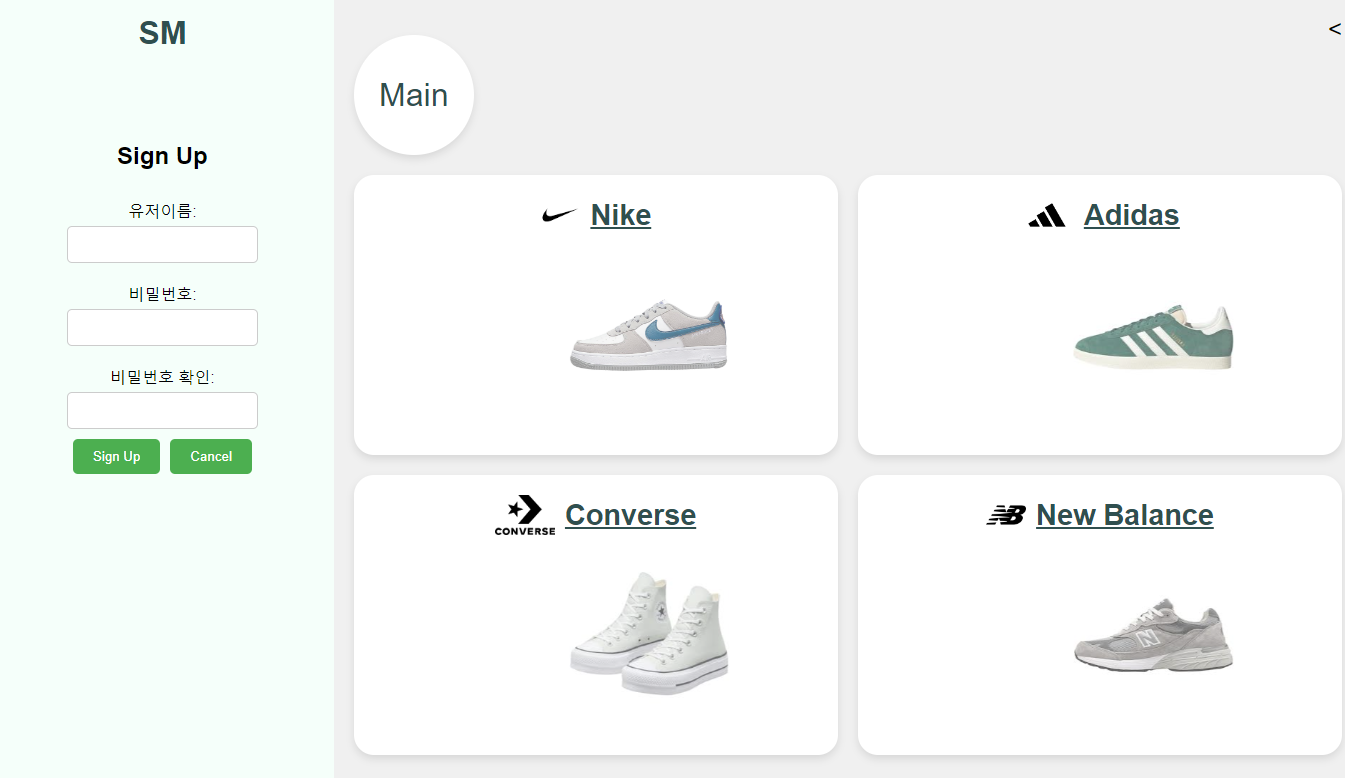 SM
Sign Up
유저이름:
비밀번호:
비밀번호 확인:
Sign Up Cancel
<
Main
Nike
Adidas
CONVERSE Converse
NB New Balance
N